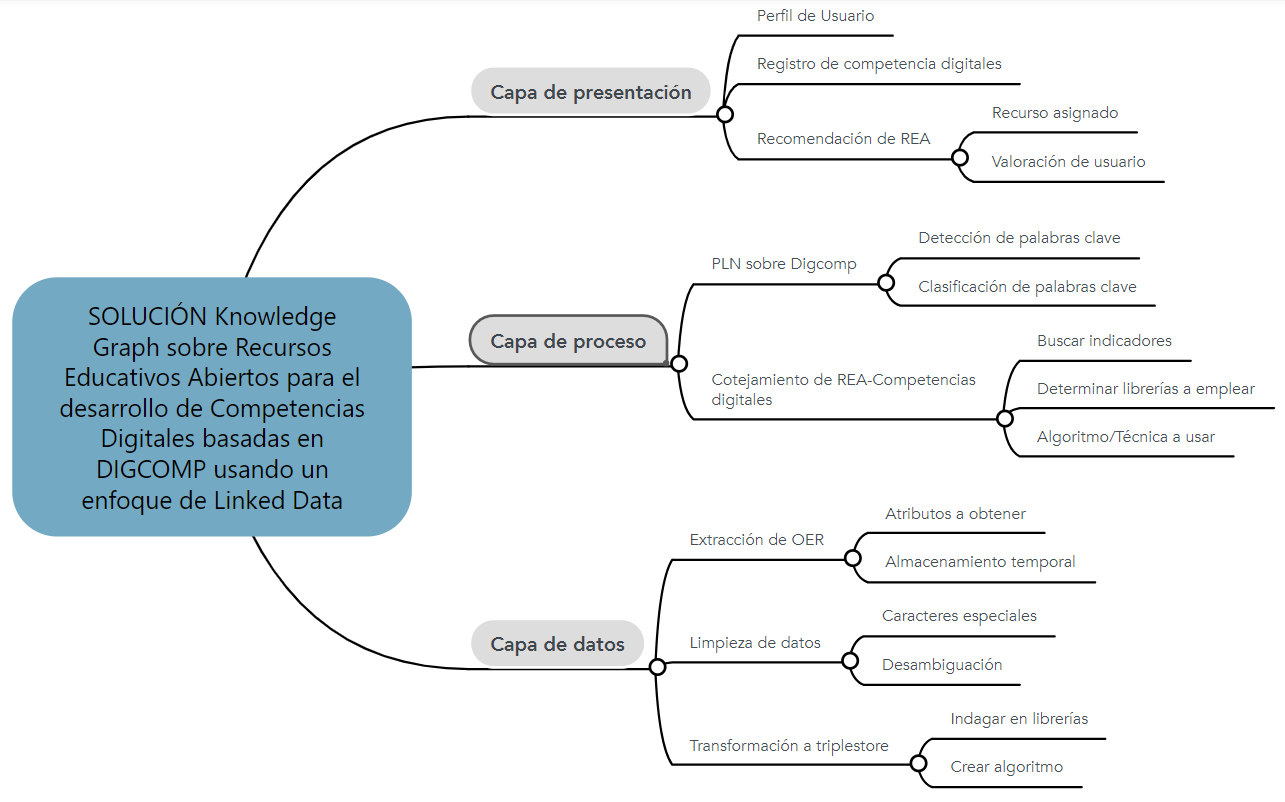 SOLUCIÓN Knowledge
Graph sobre Recursos
Educativos Abiertos para el
desarrollo de Competencias
Digitales basadas en
DIGCOMP usando un
enfoque de Linked Data
Capa de presentación
Perfil de Usuario
Registro de competencia digitales
Recomendación de REA
Recurso asignado
Valoración de usuario
Capa de proceso
PLN sobre Digcomp
Detección de palabras clave
Clasificación de palabras clave
Cotejamiento de REA-Competencias
digitales
Buscar indicadores
Determinar librerías a emplear
Algoritmo/Técnica a usar
Capa de datos
Extracción de OER
Atributos a obtener
Almacenamiento temporal
Limpieza de datos
Caracteres especiales
Desambiguación
Transformación a triplestore
Indagar en librerías
Crear algoritmo